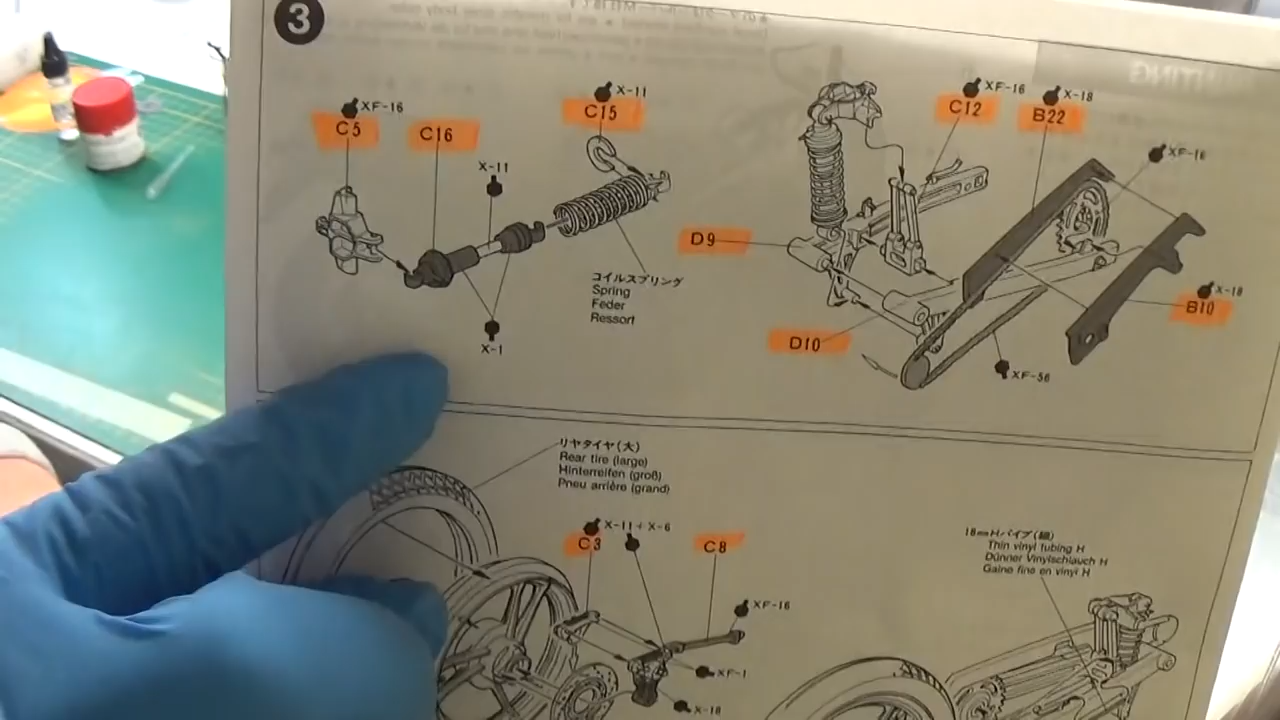 3
XF-16
C5
C16
X-11
X-11
C15
コイルスプリング
Spring
Feder
Ressort
X-1
XF-16
C12
X-18
B22
XF-16
D9
X-18
B10
D10
XF-56
リヤタイヤ(大)
Rear tire (large)
Hinterreifen (groß)
Pneu arrière (grand)
X-11+X-6
C3
C8
XF-16
XF-1
X-18
16mmHパイプ(細)
Thin vinyl tubing H
Dünner Vinylschlauch H
Gaine fine en vinyl H